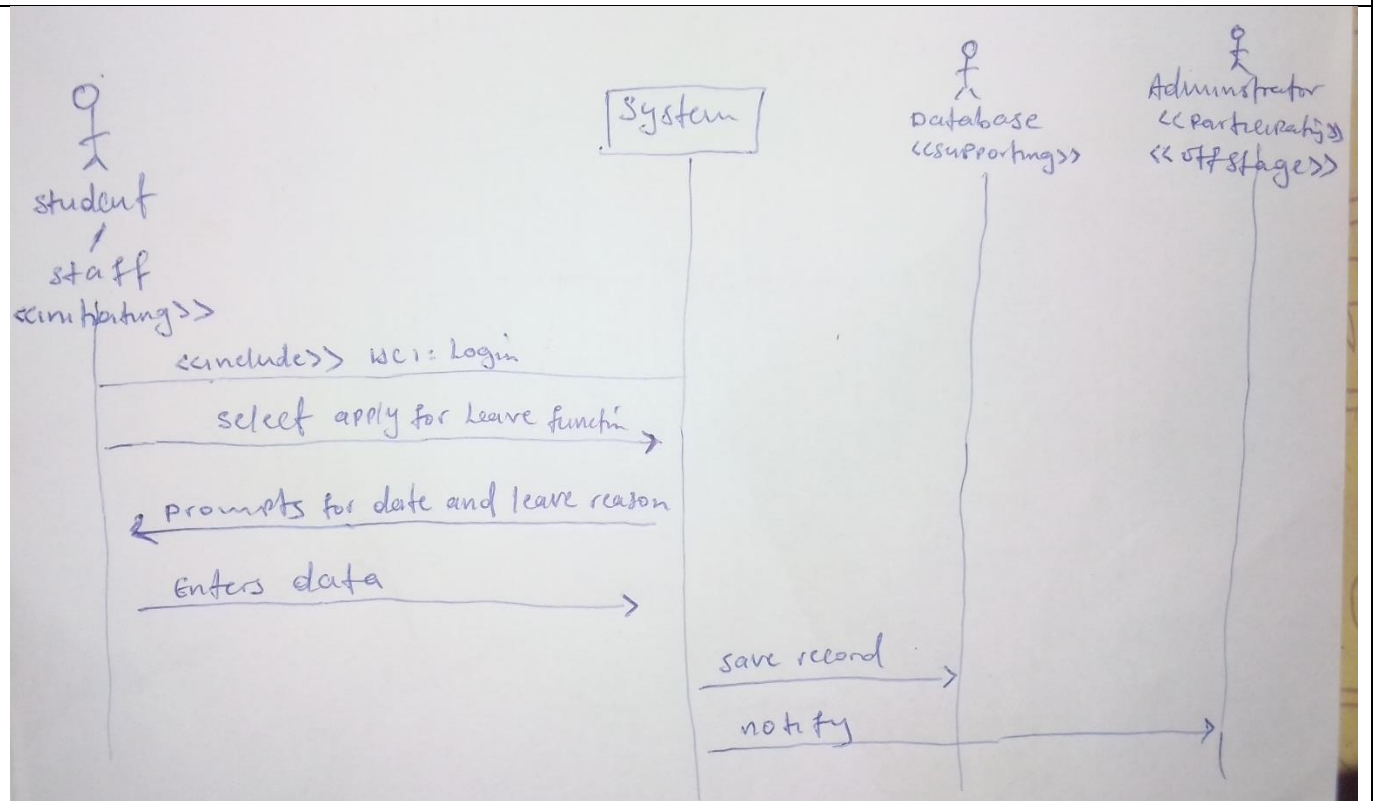 System
Database
<<supporting>>
Administrator
<<participating>>
<<offstage>>
student
/
staff
<<initiating>>
<<include>> UC1: Login
select apply for Leave functin
prompts for date and leave reason
Enters data
save record
notify